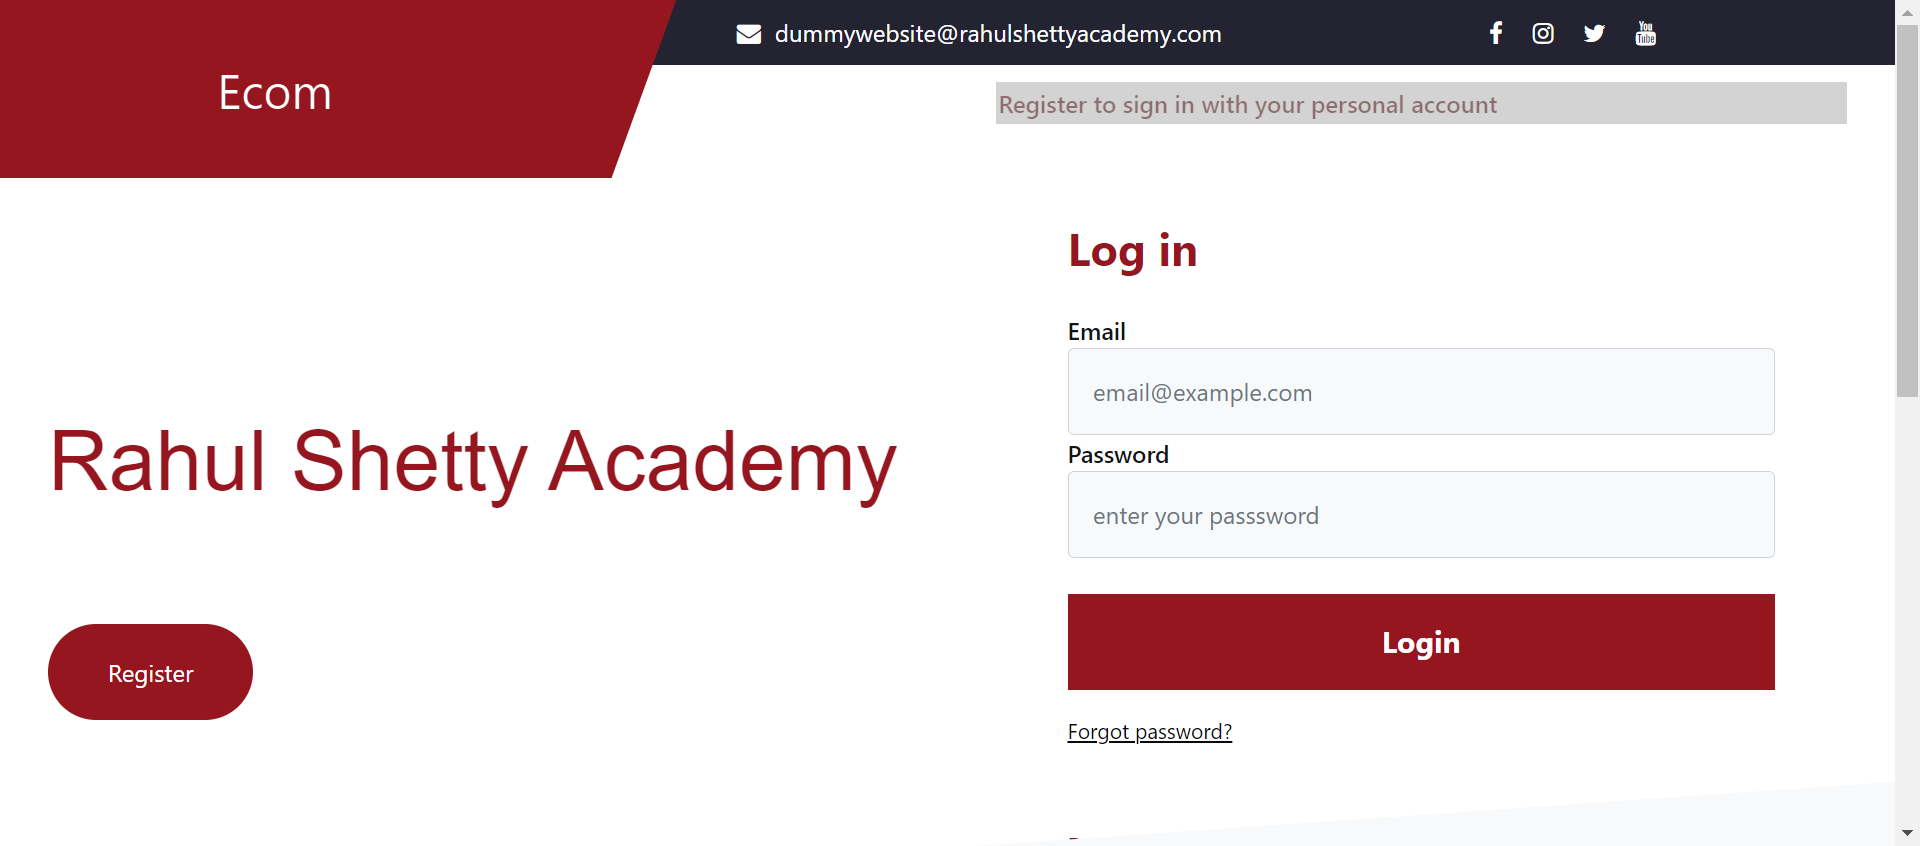 dummywebsite@rahulshettyacademy.com
You
Tube
Ecom
Register to sign in with your personal account
Log in
Email
email@example.com
Password
enter your passsword
Rahul Shetty Academy
Login
Register
Forgot password?